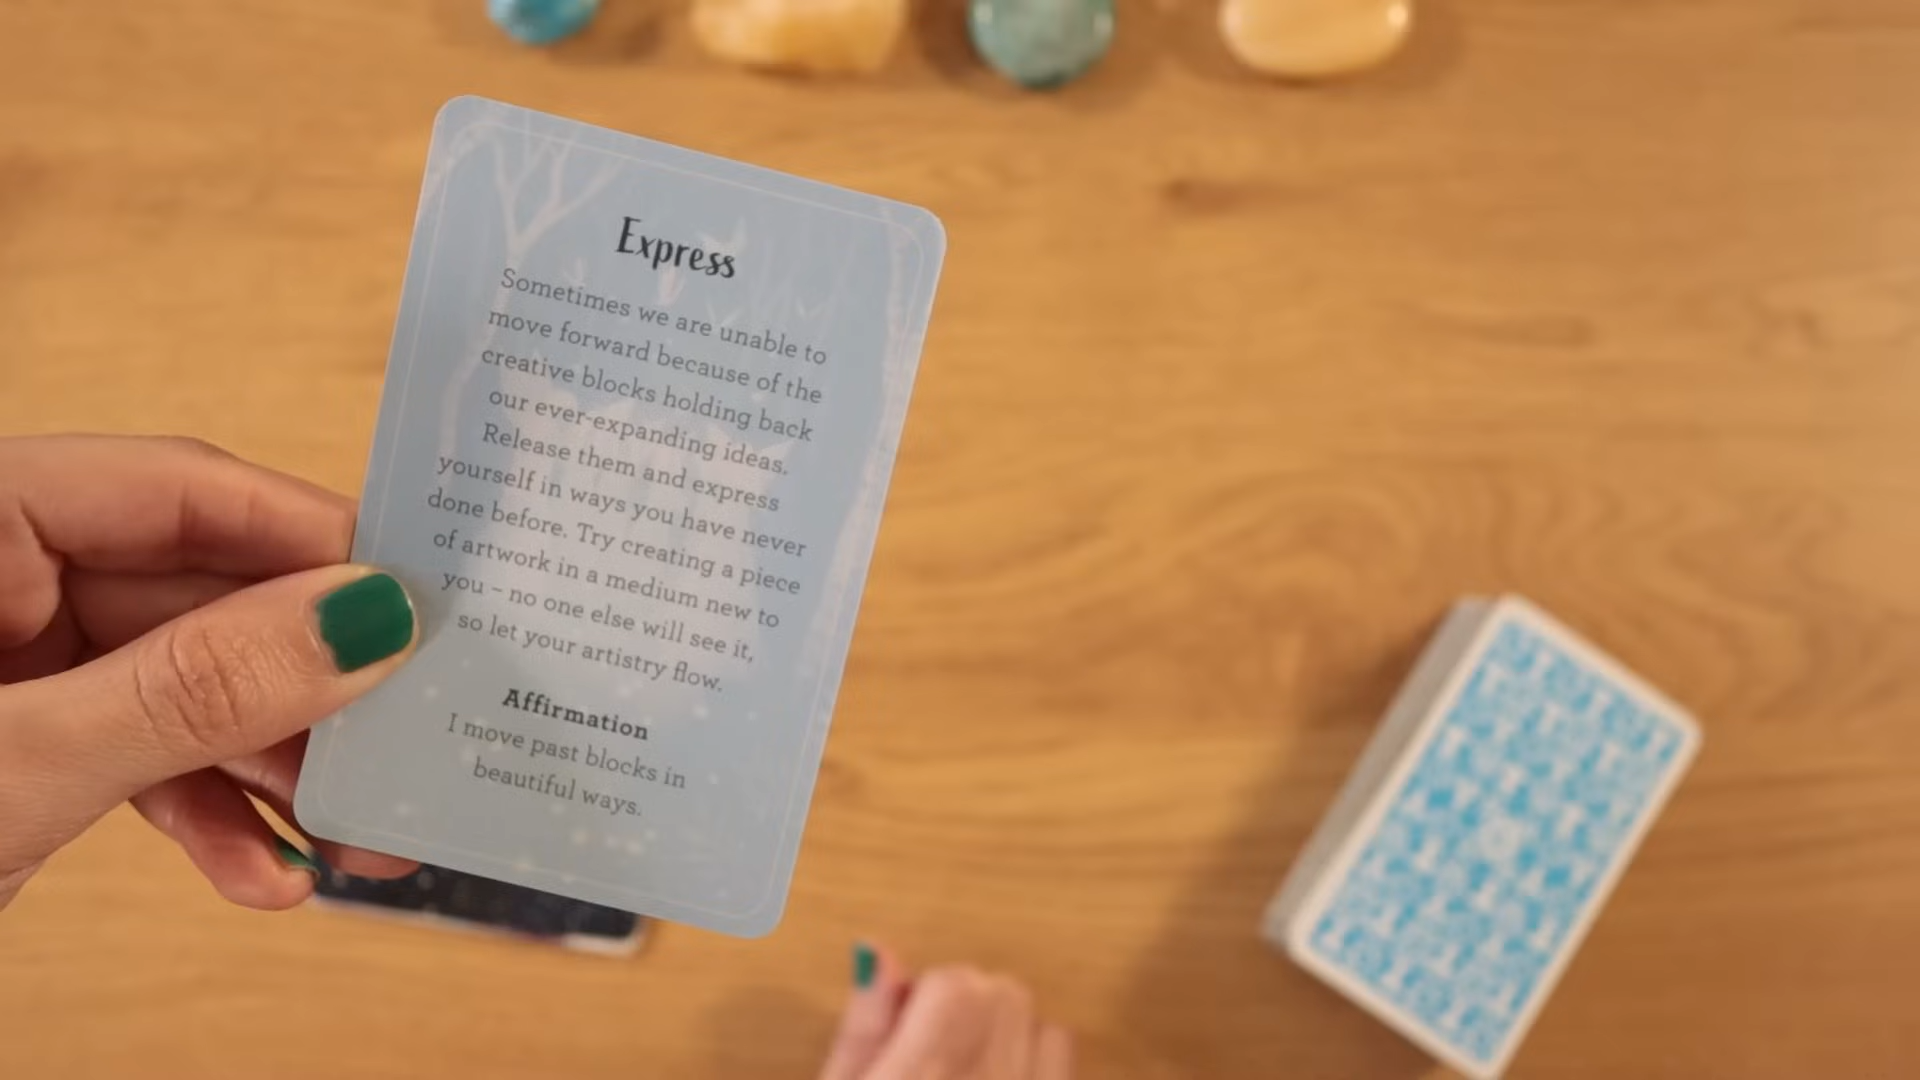 Express
Sometimes we are unable to
move forward because of the
creative blocks holding back
our ever-expanding ideas.
Release them and express
yourself in ways you have never
done before. Try creating a piece
of artwork in a medium new to
you – no one else will see it,
so let your artistry flow.
Affirmation
I move past blocks in
beautiful ways.